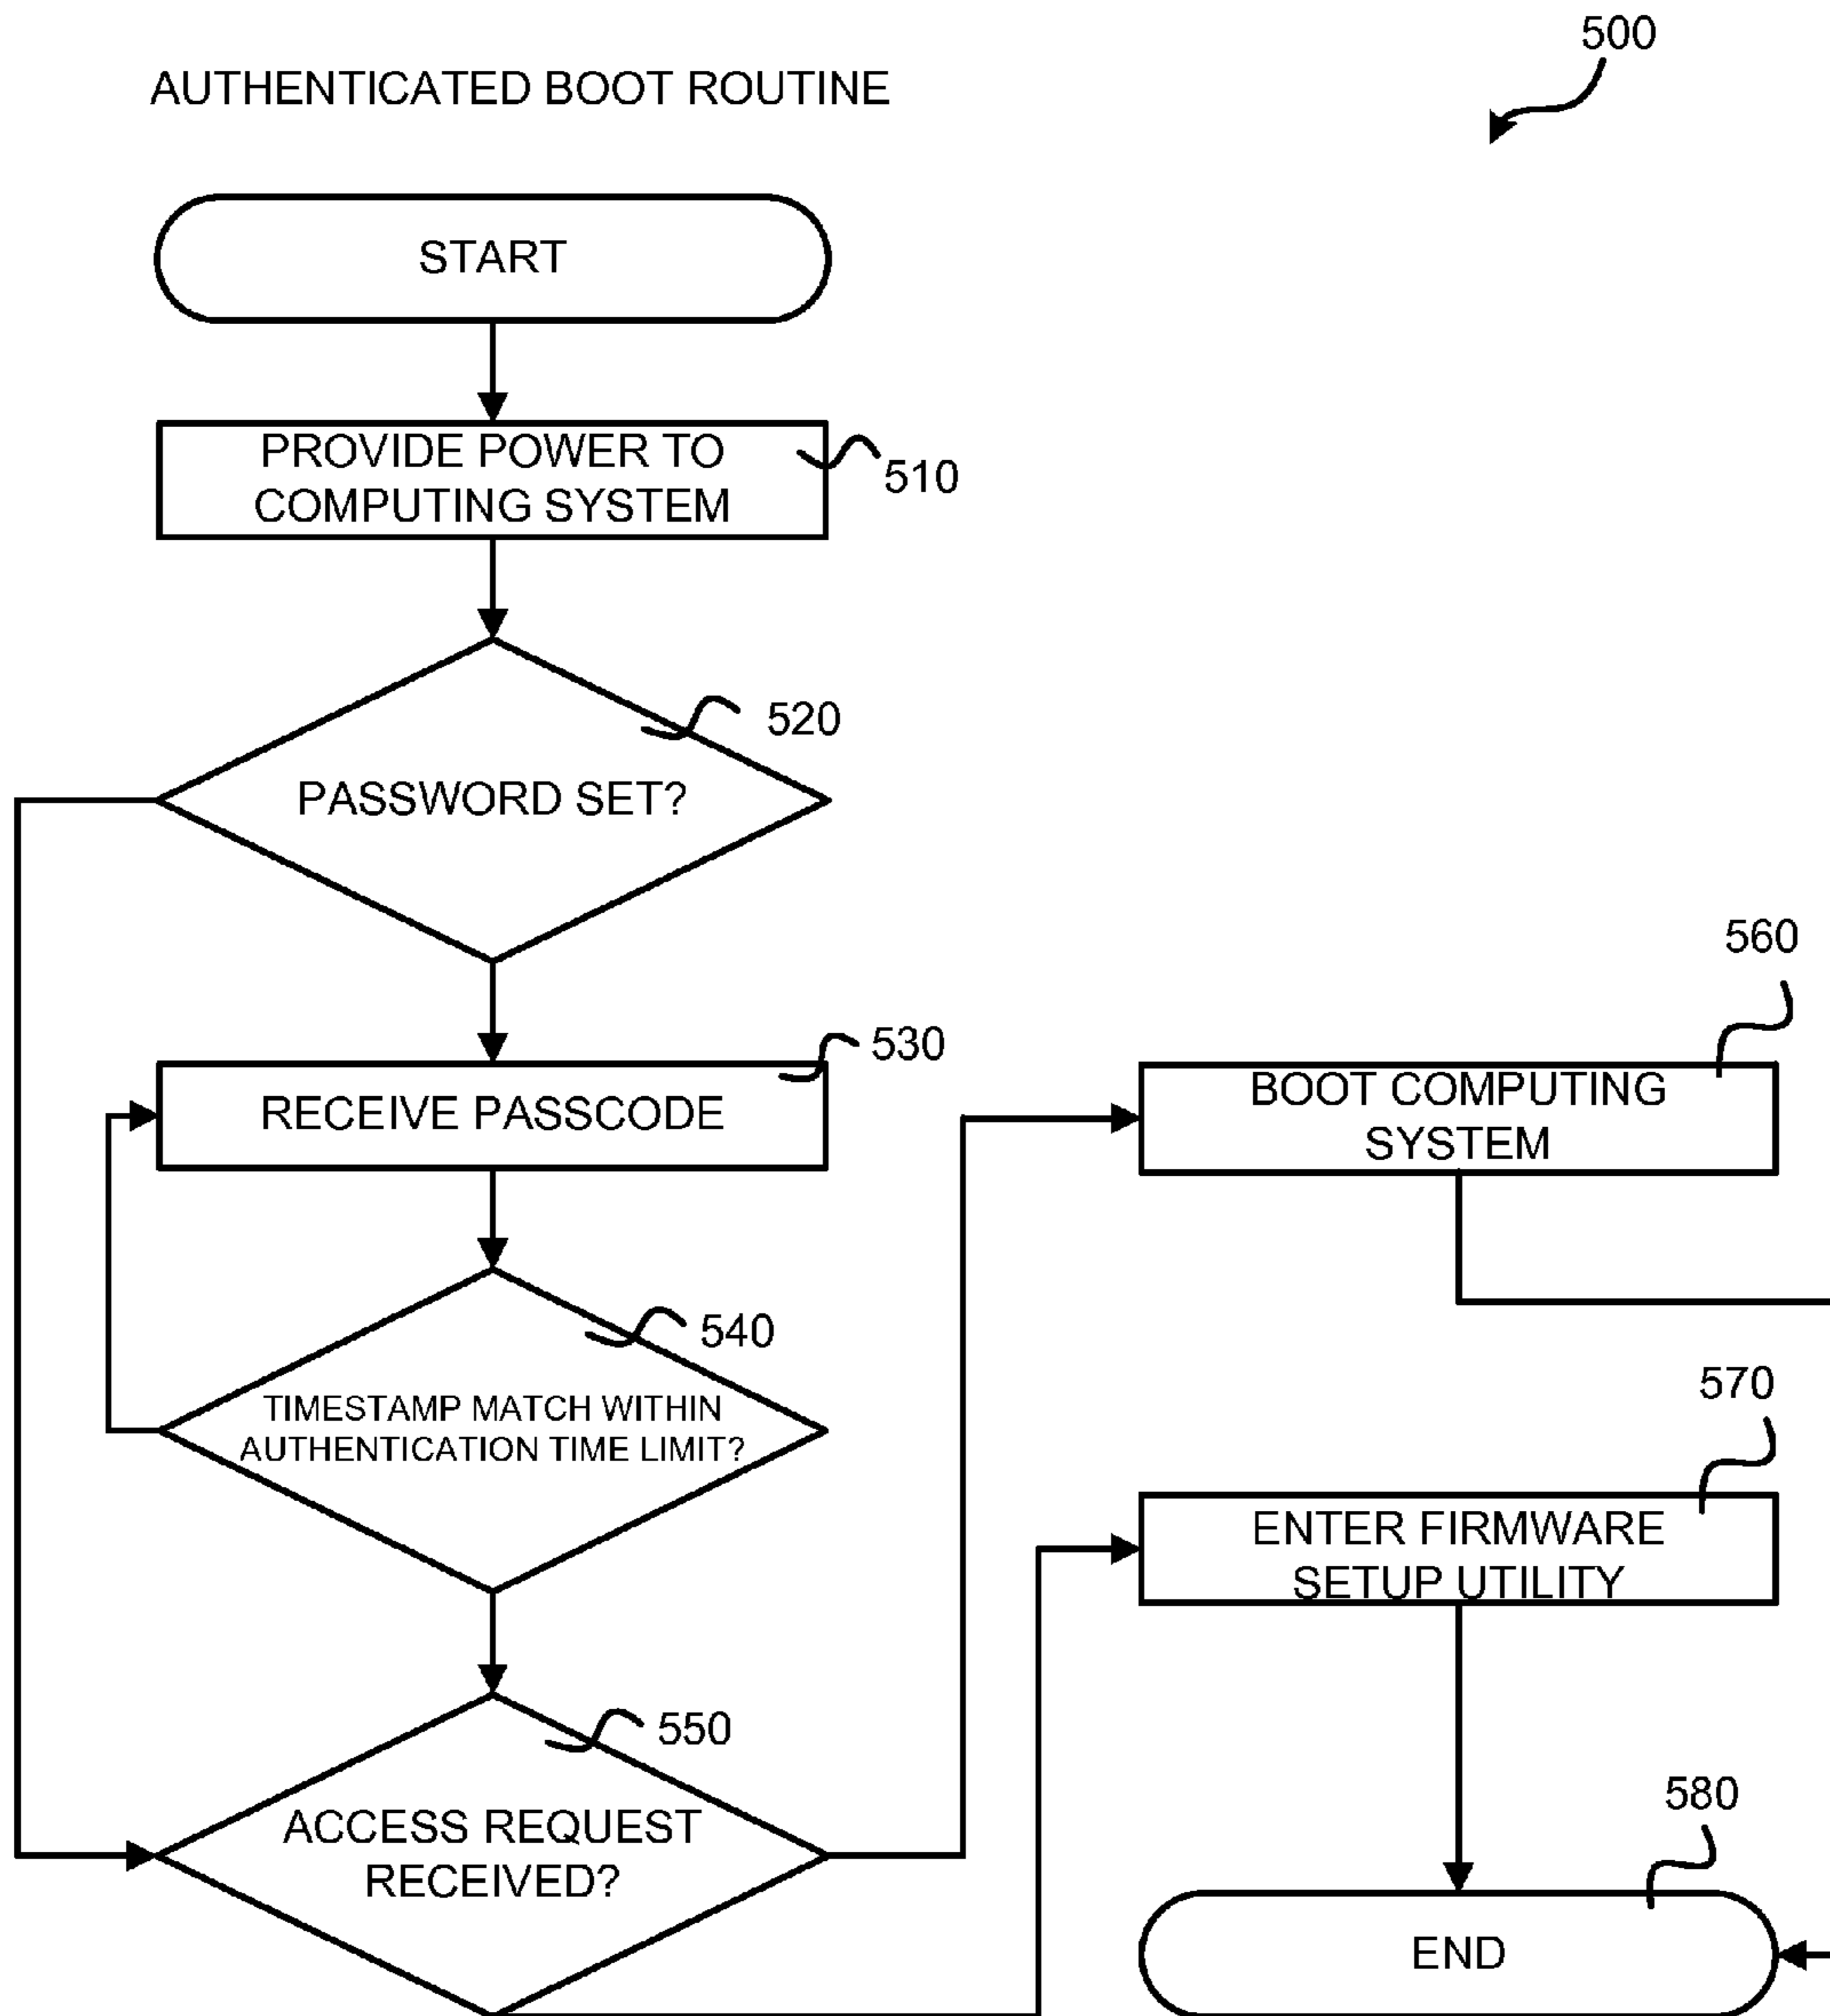 500
AUTHENTICATED BOOT ROUTINE
START
PROVIDE POWER TO
COMPUTING SYSTEM
510
520
PASSWORD SET?
530
RECEIVE PASSCODE
540
TIMESTAMP MATCH WITHIN
AUTHENTICATION TIME LIMIT?
550
ACCESS REQUEST
RECEIVED?
560
BOOT COMPUTING
SYSTEM
570
ENTER FIRMWARE
SETUP UTILITY
580
END